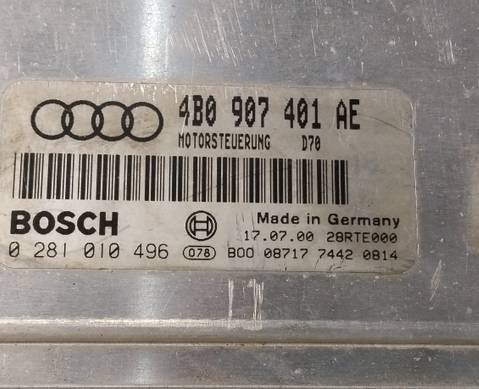 4B0 907 401 AE
MOTORSTEUERUNG D70
BOSCH
Made in Germany
17.07.00 28RTE000
0 281 010 496 078 B00 08717 7442 0814